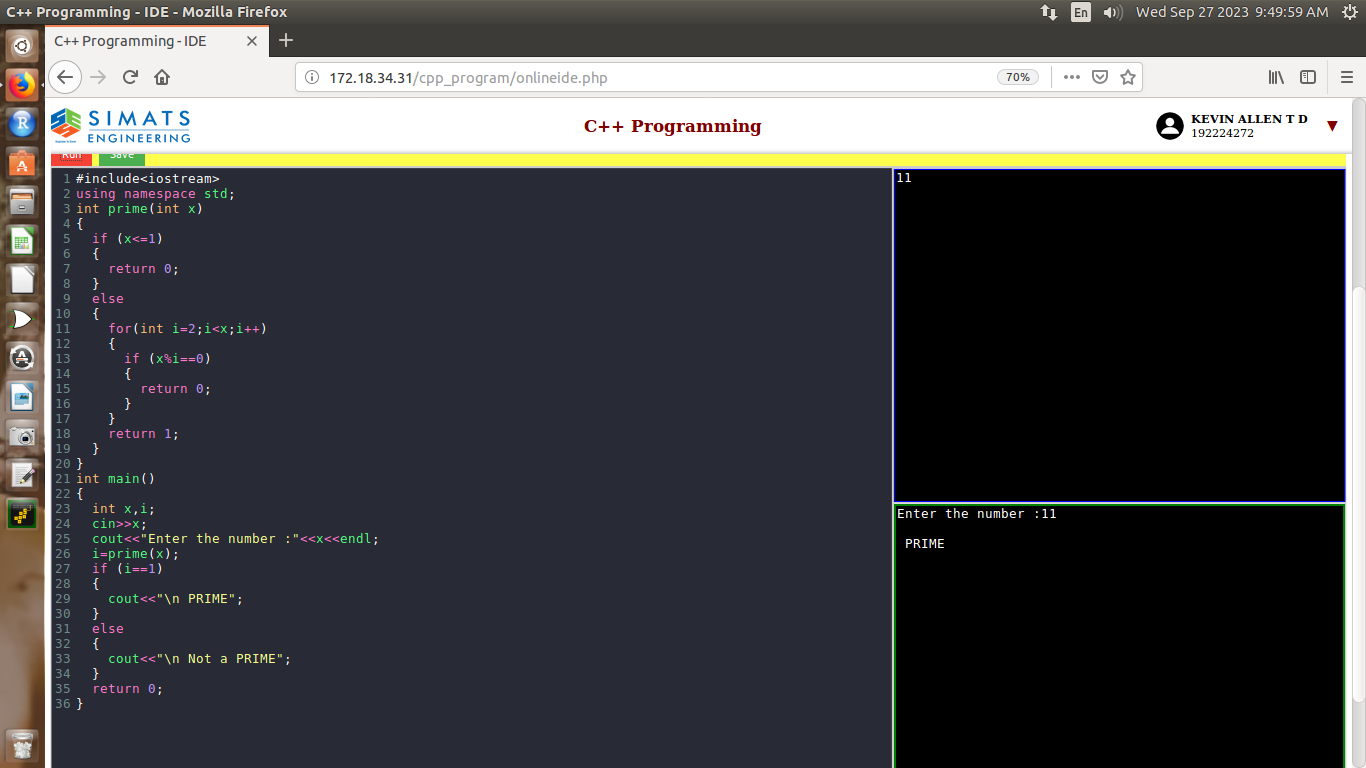 C++ Programming - IDE - Mozilla Firefox
En
Wed Sep 27 2023 9:49:59 AM
C++ Programming - IDE
172.18.34.31/cpp_program/onlineide.php
70%
SIMATS
ENGINEERING
C++ Programming
KEVIN ALLEN T D
192224272
Run
Save
1 #include<iostream>
2 using namespace std;
3 int prime(int x)
4 {
5   if (x<=1)
6   {
7     return 0;
8   }
9   else
10   {
11     for(int i=2;i<x;i++)
12     {
13       if (x%i==0)
14       {
15         return 0;
16       }
17     }
18     return 1;
19   }
20 }
21 int main()
22 {
23   int x,i;
24   cin>>x;
25   cout<<"Enter the number :"<<x<<endl;
26   i=prime(x);
27   if (i==1)
28   {
29     cout<<"\n PRIME";
30   }
31   else
32   {
33     cout<<"\n Not a PRIME";
34   }
35   return 0;
36 }
11
Enter the number :11
PRIME